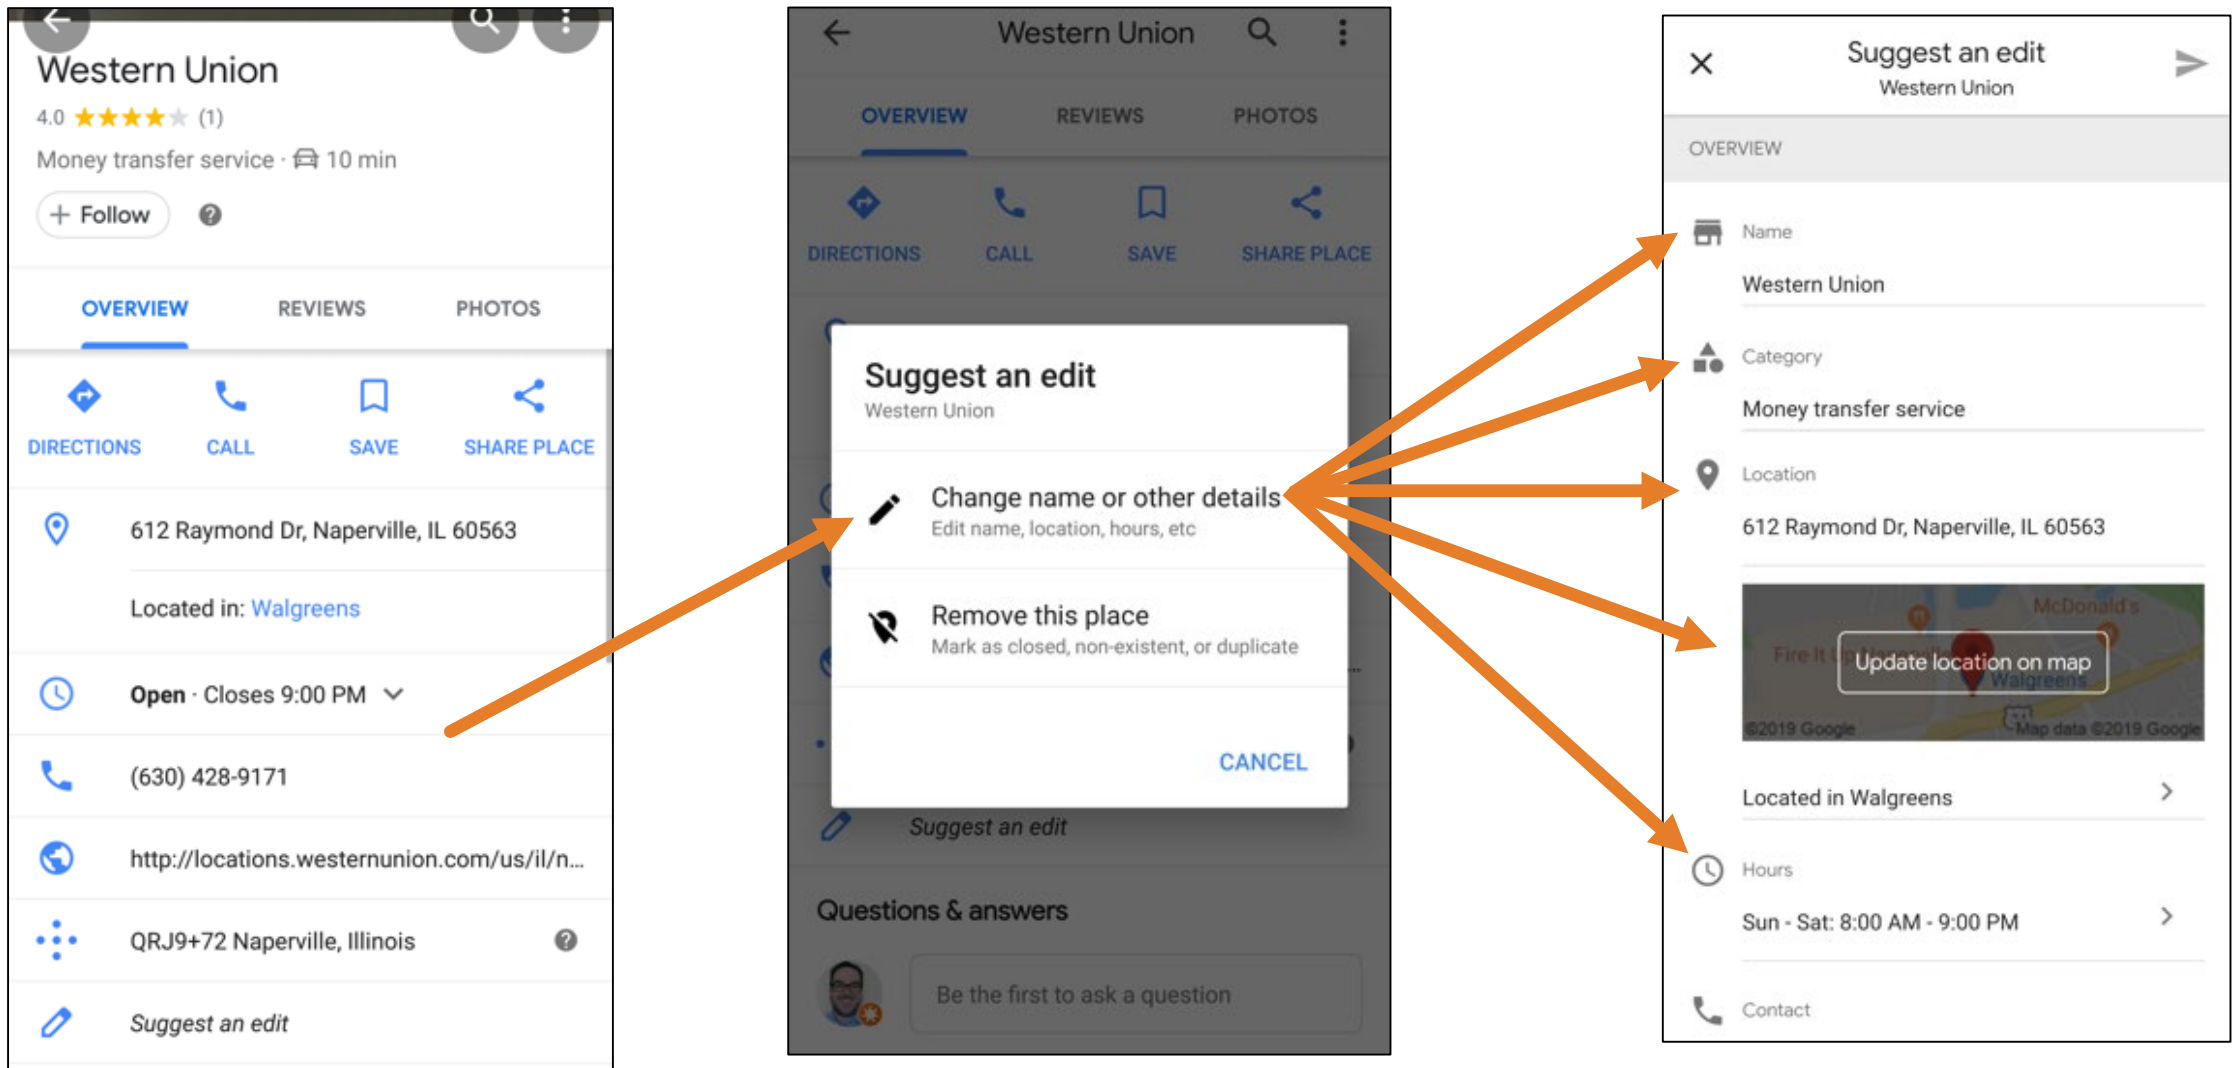 Western Union
4.0 (1)
Money transfer service · 10 min
+ Follow
OVERVIEW REVIEWS PHOTOS
DIRECTIONS CALL SAVE SHARE PLACE
612 Raymond Dr, Naperville, IL 60563
Located in: Walgreens
Open · Closes 9:00 PM
(630) 428-9171
http://locations.westernunion.com/us/il/n...
QRJ9+72 Naperville, Illinois
Suggest an edit
Western Union
OVERVIEW REVIEWS PHOTOS
DIRECTIONS CALL SAVE SHARE PLACE
Suggest an edit
Western Union
Change name or other details
Edit name, location, hours, etc
Remove this place
Mark as closed, non-existent, or duplicate
CANCEL
Suggest an edit
Questions & answers
Be the first to ask a question
Suggest an edit
Western Union
OVERVIEW
Name
Western Union
Category
Money transfer service
Location
612 Raymond Dr, Naperville, IL 60563
McDonald's
Fire It Up
Update location on map
Walgreens
©2019 Google
Map data ©2019 Google
Located in Walgreens
Hours
Sun - Sat: 8:00 AM - 9:00 PM
Contact